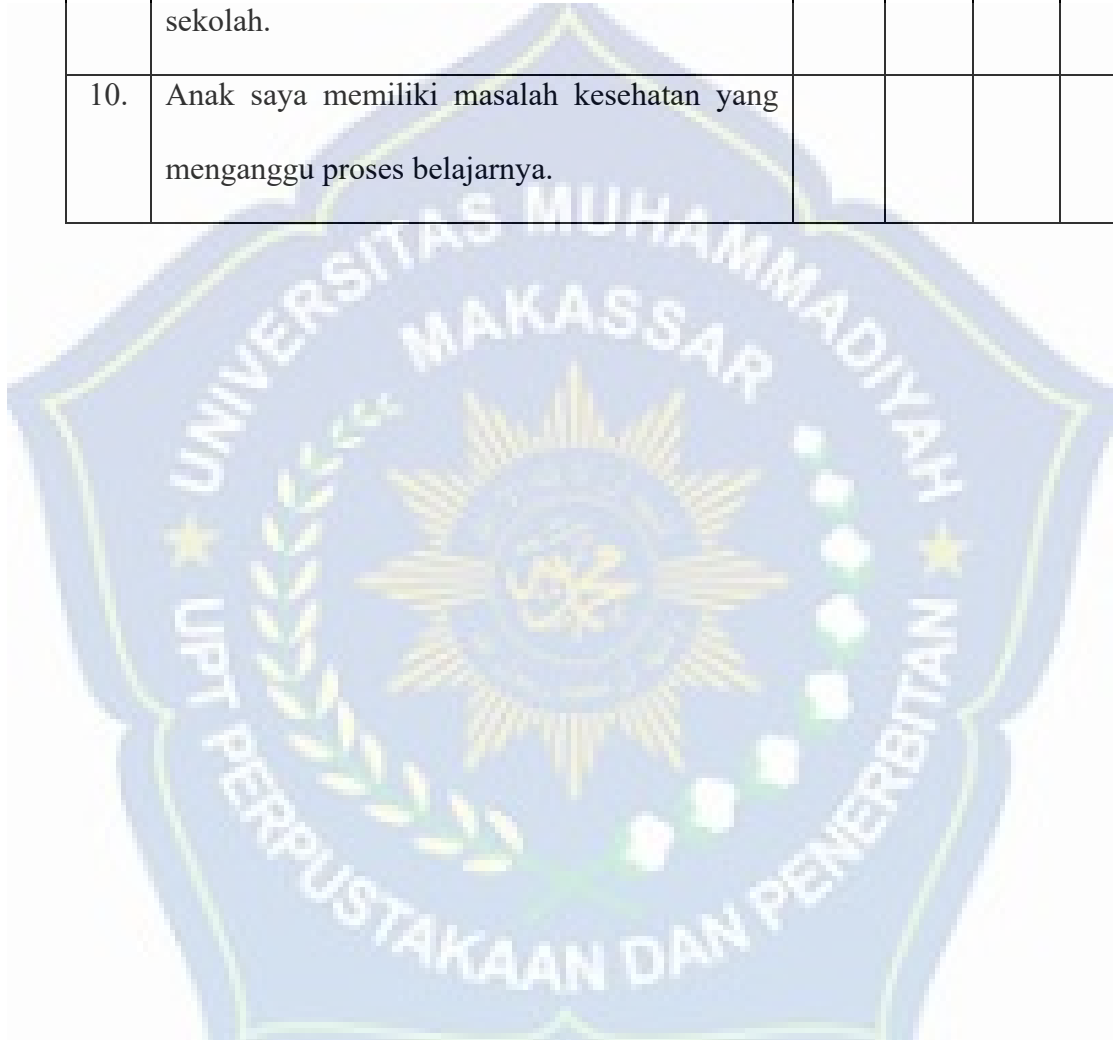 sekolah.
10. Anak saya memiliki masalah kesehatan yang
menganggu proses belajarnya.
UNIVERSITAS MUHAMMADIYAH
MAKASSAR
UPT PERPUSTAKAAN DAN PENERBITAN